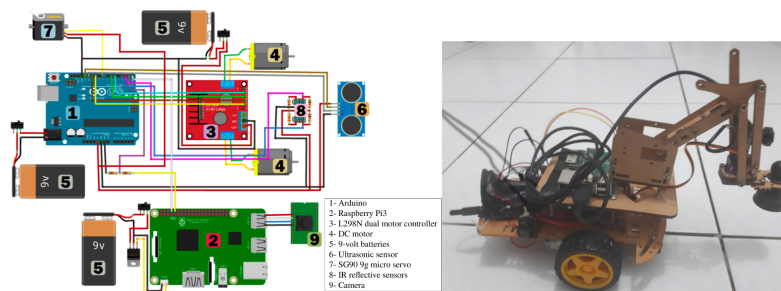 7
5
9v
4
1
3
H-Bridge
8
6
5
9v
4
5
9v
2
9
1- Arduino
2- Raspberry Pi3
3- L298N dual motor controller
4- DC motor
5- 9-volt batteries
6- Ultrasonic sensor
7- SG90 9g micro servo
8- IR reflective sensors
9- Camera